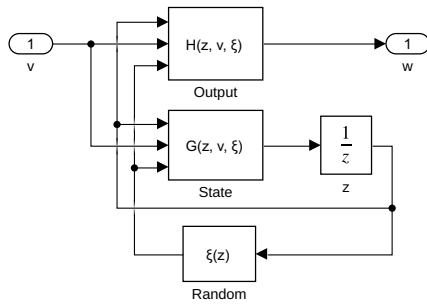 1
v
H(z, v, ξ)
Output
1
w
G(z, v, ξ)
State
1
z
z
ξ(z)
Random